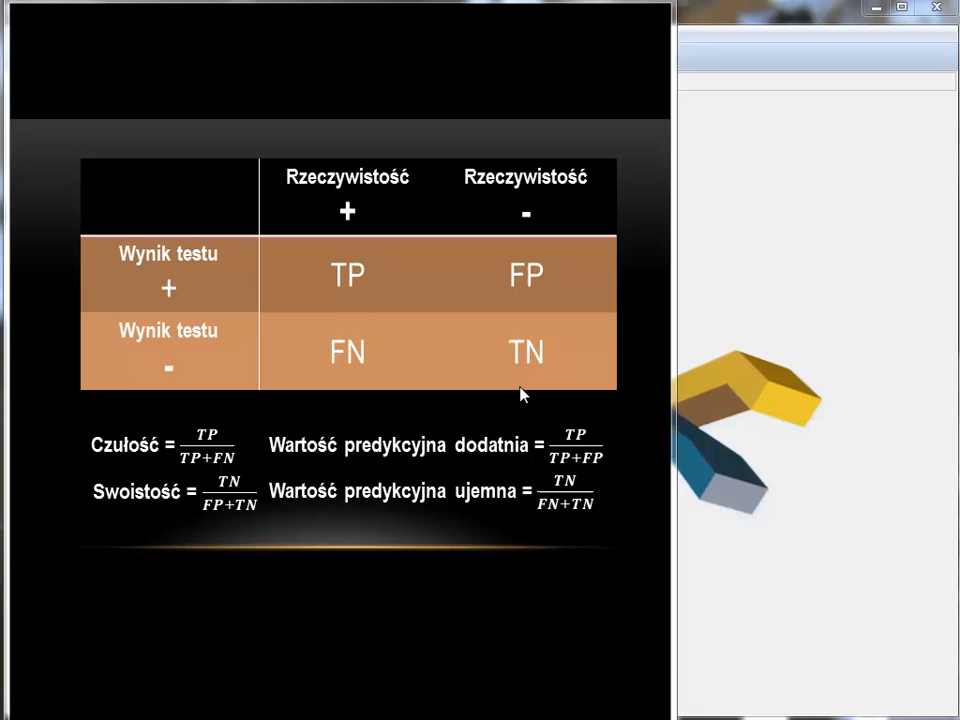 Rzeczywistość Rzeczywistość
+ -
Wynik testu
+
TP FP
Wynik testu
-
FN TN
Czułość = TP/TP+FN Wartość predykcyjna dodatnia = TP/TP+FP
Swoistość = TN/FP+TN Wartość predykcyjna ujemna = TN/FN+TN